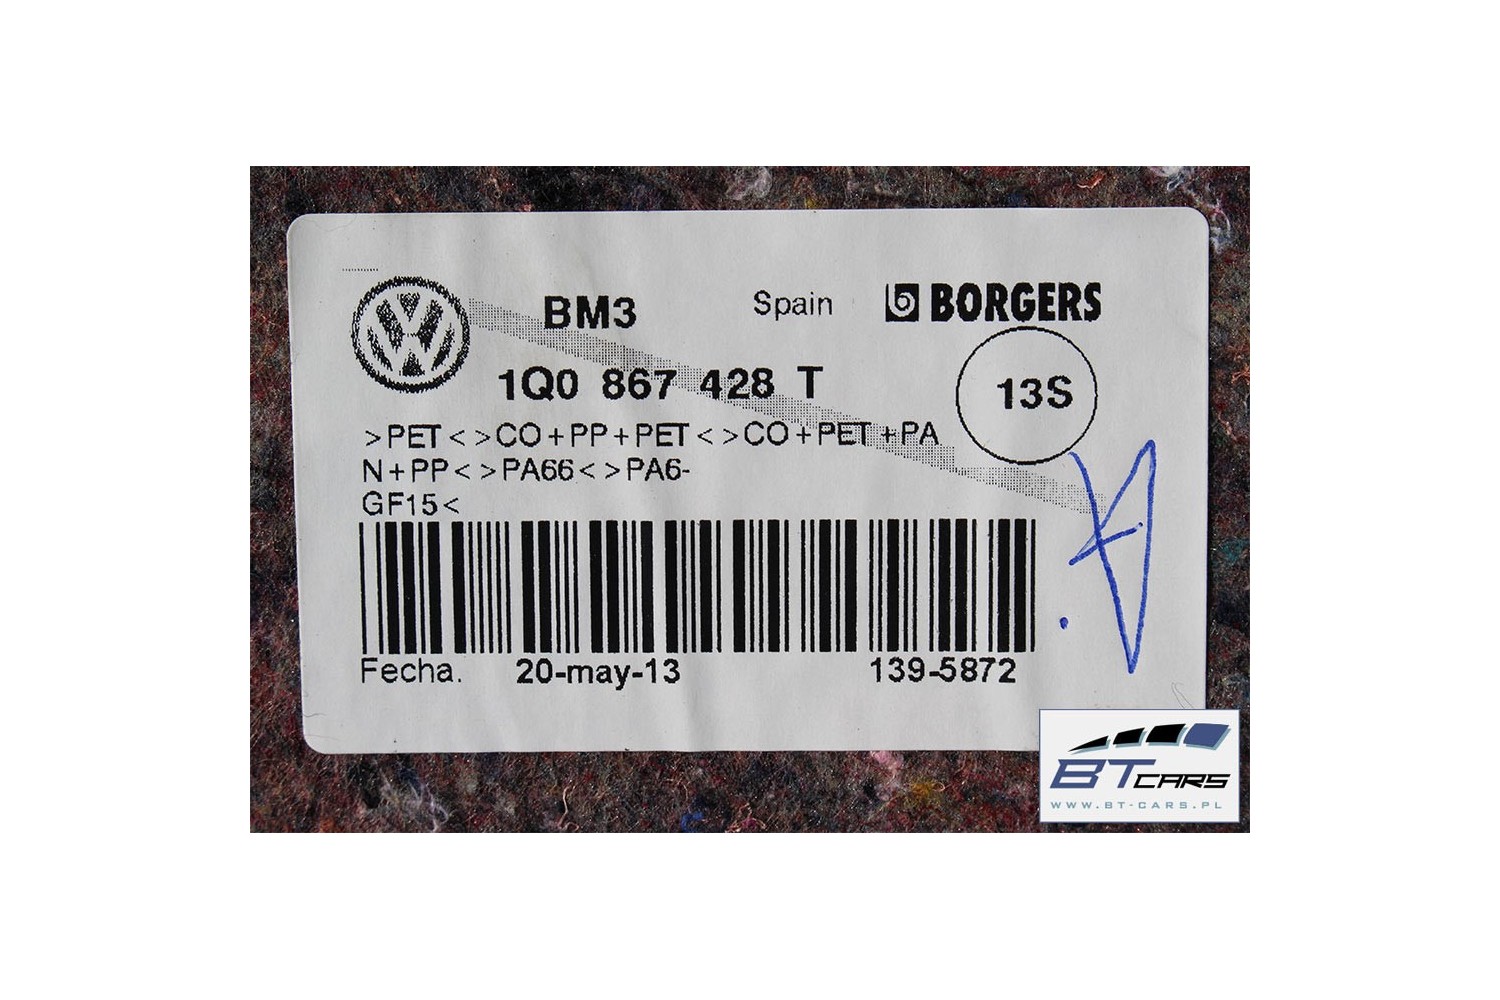 BM3 Spain BORGERS
1Q0 867 428 T
13S
>PET< >CO+PP+PET< >CO+PET+PA
N+PP< >PA66< >PA6-
GF15<
Fecha. 20-may-13 139-5872
BT CARS
WWW.BT-CARS.PL